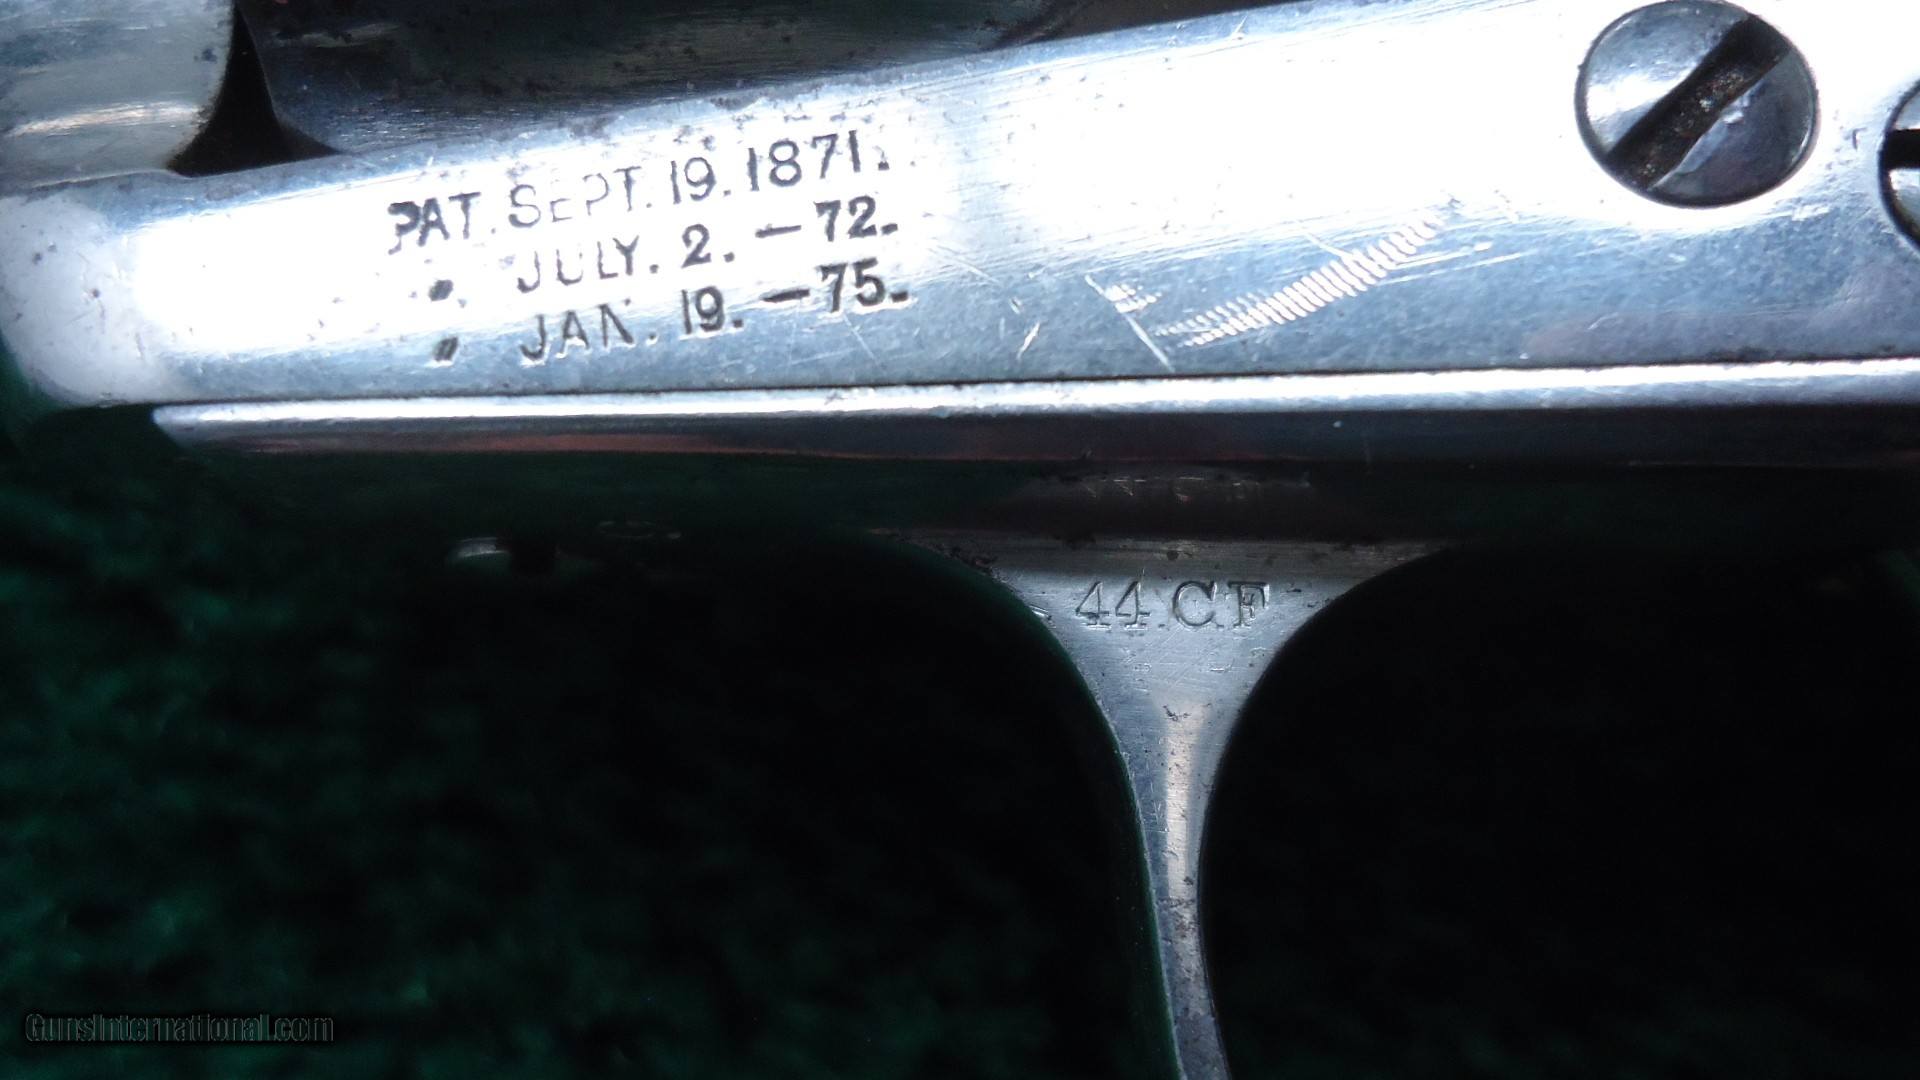 PAT. SEPT. 19. 1871.
" JULY. 2. — 72.
" JAN. 19. — 75.
44 CF
GunsInternational.com